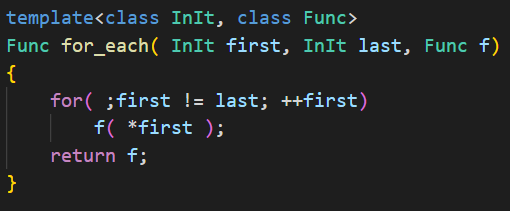 template<class InIt, class Func>
Func for_each( InIt first, InIt last, Func f)
{
    for( ;first != last; ++first)
        f( *first );
    return f;
}